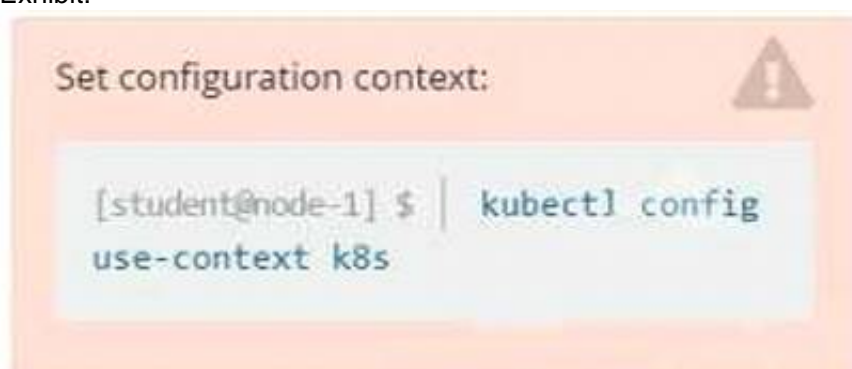 Exhibit:
Set configuration context:
[student@node-1] $ | kubectl config
use-context k8s